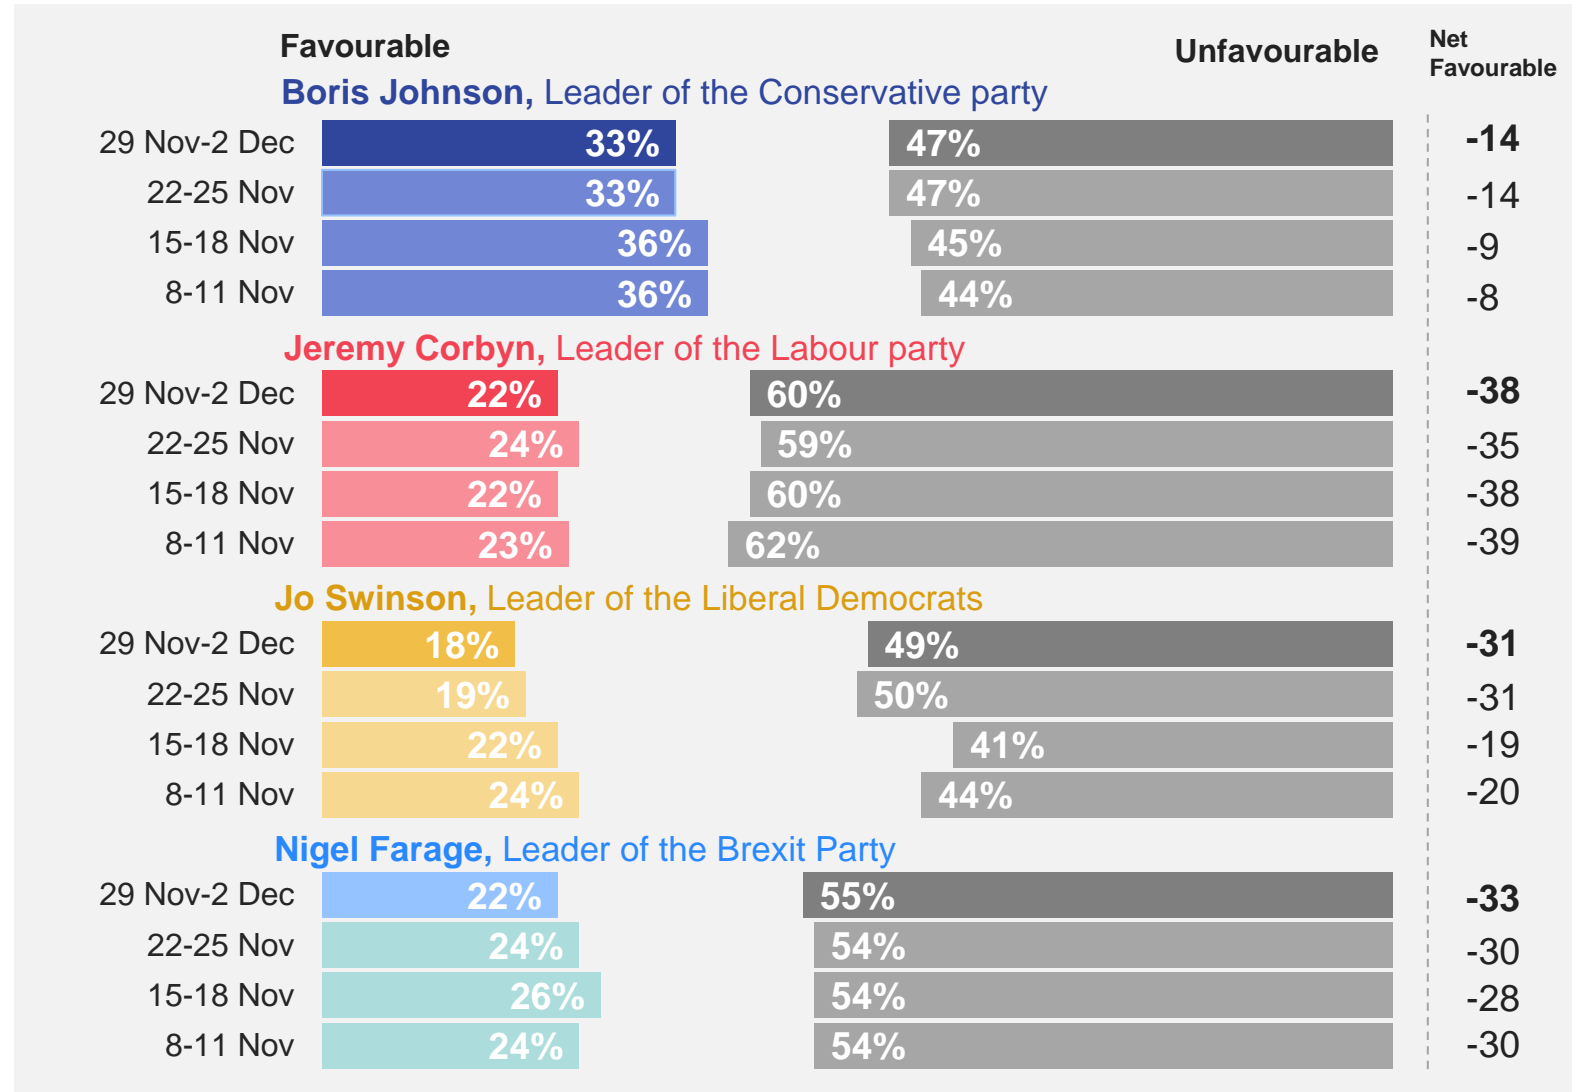 Favourable Unfavourable Net
Favourable
Boris Johnson, Leader of the Conservative party
29 Nov-2 Dec 33% 47% -14
22-25 Nov 33% 47% -14
15-18 Nov 36% 45% -9
8-11 Nov 36% 44% -8
Jeremy Corbyn, Leader of the Labour party
29 Nov-2 Dec 22% 60% -38
22-25 Nov 24% 59% -35
15-18 Nov 22% 60% -38
8-11 Nov 23% 62% -39
Jo Swinson, Leader of the Liberal Democrats
29 Nov-2 Dec 18% 49% -31
22-25 Nov 19% 50% -31
15-18 Nov 22% 41% -19
8-11 Nov 24% 44% -20
Nigel Farage, Leader of the Brexit Party
29 Nov-2 Dec 22% 55% -33
22-25 Nov 24% 54% -30
15-18 Nov 26% 54% -28
8-11 Nov 24% 54% -30